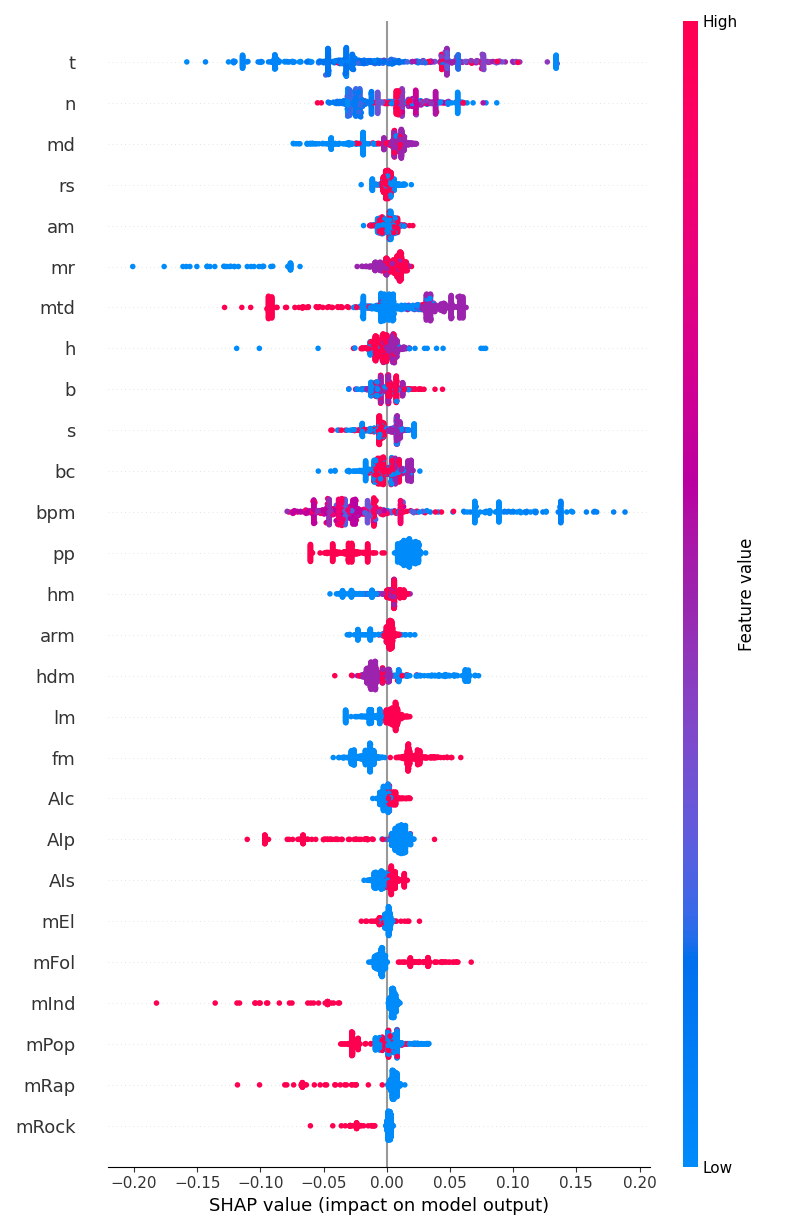 High
t
n
md
rs
am
mr
mtd
h
b
s
bc
bpm
pp
hm
arm
hdm
lm
fm
AIc
AIp
AIs
mEl
mFol
mInd
mPop
mRap
mRock
Feature value
Low
−0.20 −0.15 −0.10 −0.05 0.00 0.05 0.10 0.15 0.20
SHAP value (impact on model output)